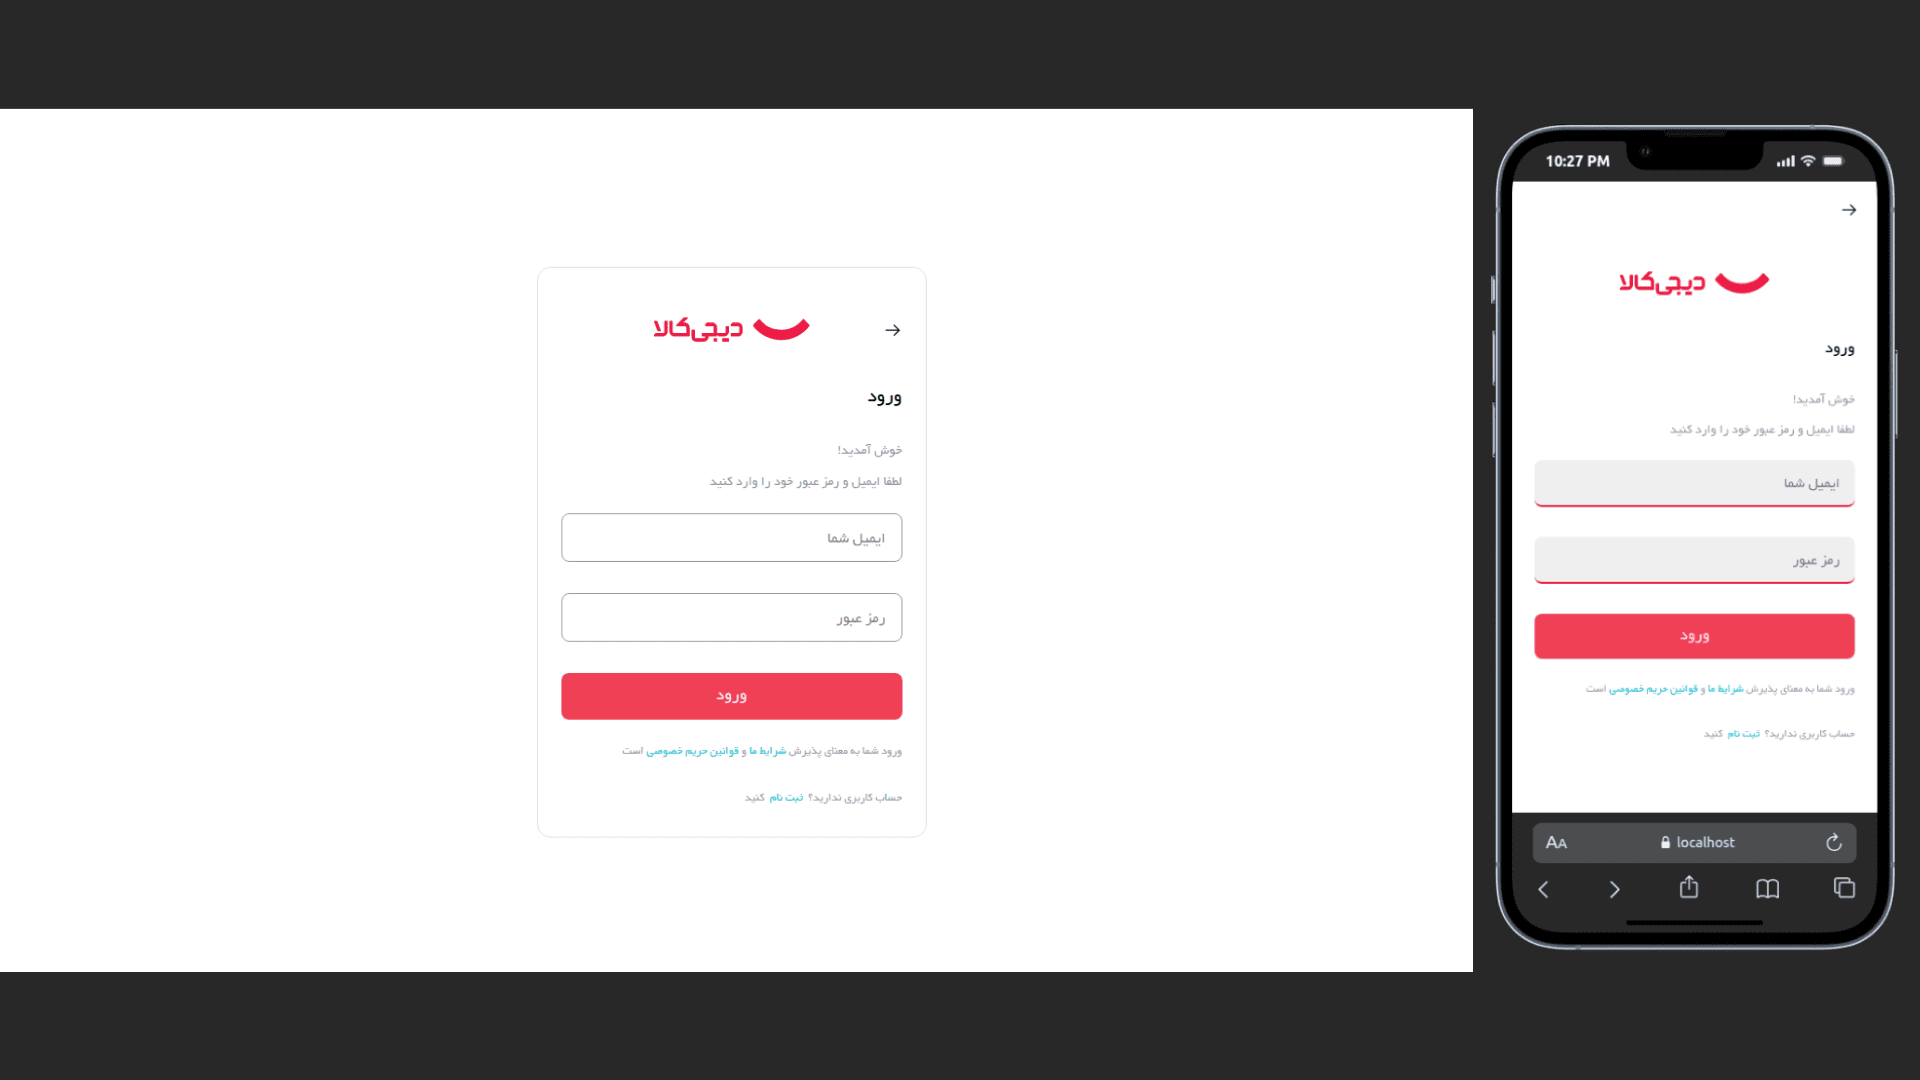 دیجی‌کالا
ورود
خوش آمدید!
لطفا ایمیل و رمز عبور خود را وارد کنید
ایمیل شما
رمز عبور
ورود
ورود شما به معنای پذیرش شرایط ما و قوانین حریم خصوصی است
حساب کاربری ندارید؟ ثبت نام کنید
10:27 PM
دیجی‌کالا
ورود
خوش آمدید!
لطفا ایمیل و رمز عبور خود را وارد کنید
ایمیل شما
رمز عبور
ورود
ورود شما به معنای پذیرش شرایط ما و قوانین حریم خصوصی است
حساب کاربری ندارید؟ ثبت نام کنید
AA localhost